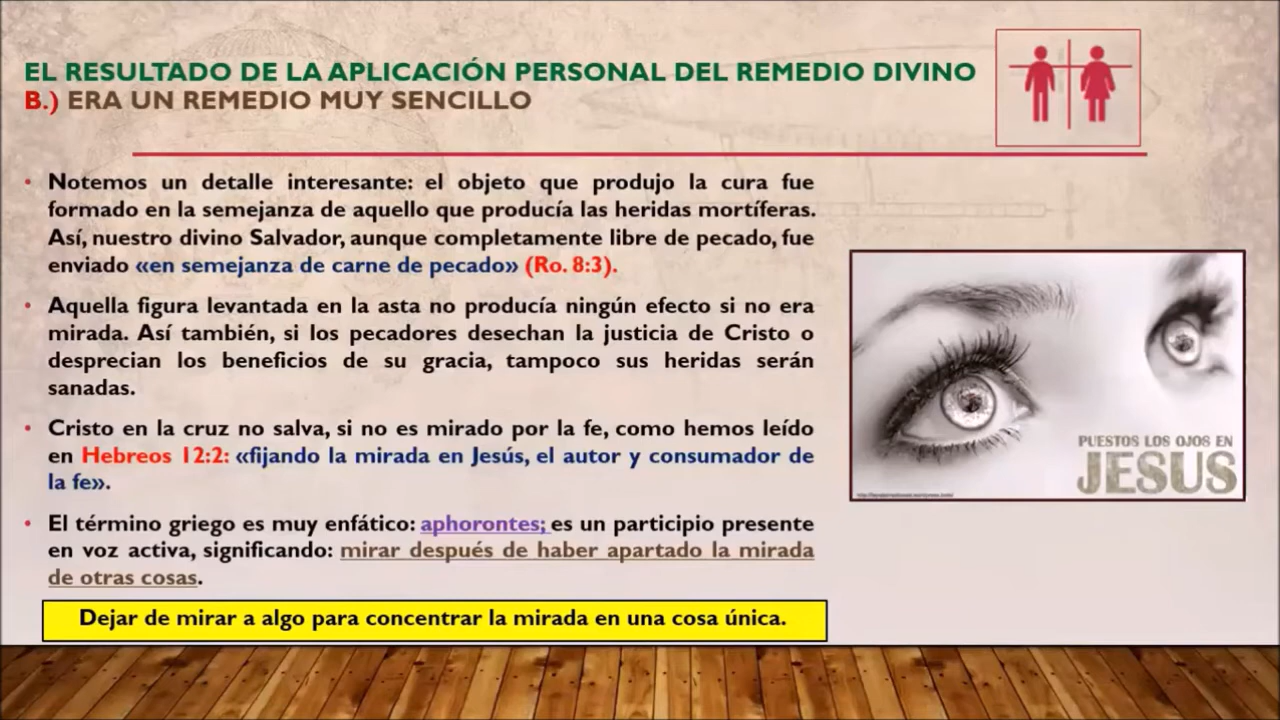 EL RESULTADO DE LA APLICACIÓN PERSONAL DEL REMEDIO DIVINO
B.) ERA UN REMEDIO MUY SENCILLO
• Notemos un detalle interesante: el objeto que produjo la cura fue
formado en la semejanza de aquello que producía las heridas mortíferas.
Así, nuestro divino Salvador, aunque completamente libre de pecado, fue
enviado «en semejanza de carne de pecado» (Ro. 8:3).
• Aquella figura levantada en la asta no producía ningún efecto si no era
mirada. Así también, si los pecadores desechan la justicia de Cristo o
desprecian los beneficios de su gracia, tampoco sus heridas serán
sanadas.
• Cristo en la cruz no salva, si no es mirado por la fe, como hemos leído
en Hebreos 12:2: «fijando la mirada en Jesús, el autor y consumador de
la fe».
• El término griego es muy enfático: aphorontes; es un participio presente
en voz activa, significando: mirar después de haber apartado la mirada
de otras cosas.
Dejar de mirar a algo para concentrar la mirada en una cosa única.
PUESTOS LOS OJOS EN
JESUS